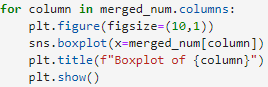 for column in merged_num.columns:
    plt.figure(figsize=(10,1))
    sns.boxplot(x=merged_num[column])
    plt.title(f"Boxplot of {column}")
    plt.show()